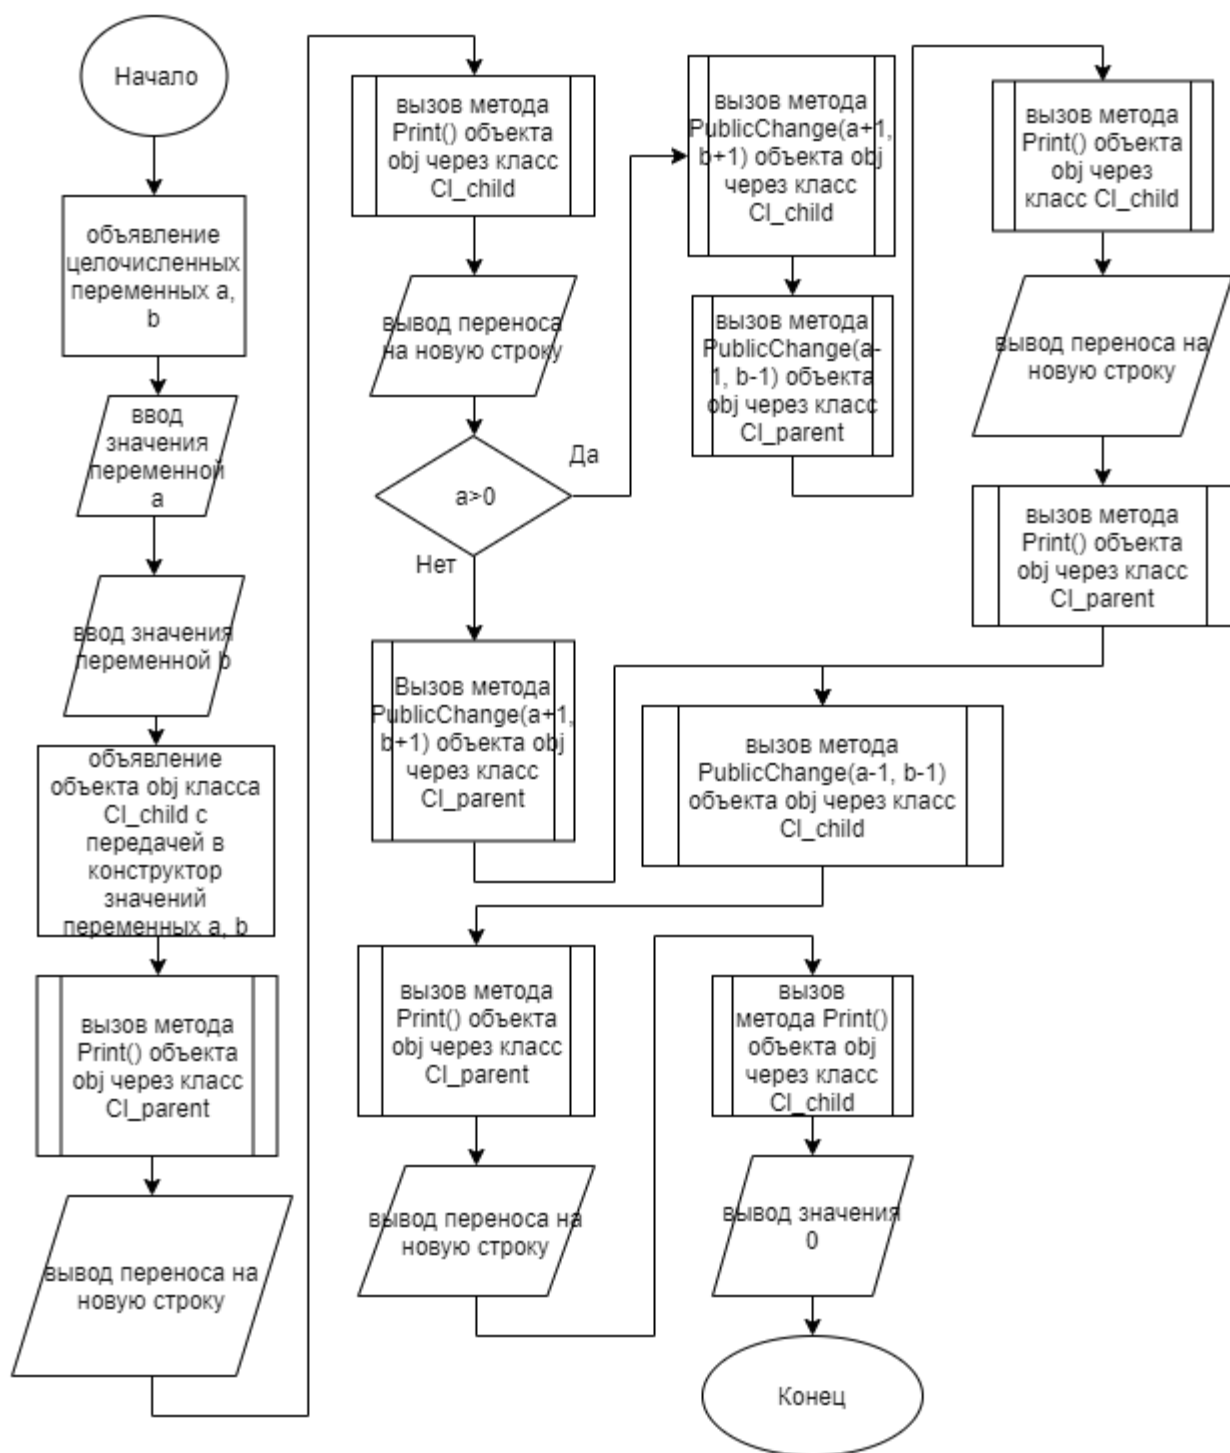 Начало
объявление
целочисленных
переменных a,
b
ввод
значения
переменной
a
ввод значения
переменной b
объявление
объекта obj класса
Cl_child с
передачей в
конструктор
значений
переменных a, b
вызов метода
Print() объекта
obj через класс
Cl_parent
вывод переноса на
новую строку
вызов метода
Print() объекта
obj через класс
Cl_child
вывод переноса
на новую строку
a>0
Да
Нет
вызов метода
PublicChange(a+1,
b+1) объекта obj
через класс
Cl_child
вызов метода
PublicChange(a-
1, b-1) объекта
obj через класс
Cl_parent
вызов метода
Print() объекта
obj через
класс Cl_child
вывод переноса на
новую строку
вызов метода
Print() объекта
obj через класс
Cl_parent
Вызов метода
PublicChange(a+1,
b+1) объекта obj
через класс
Cl_parent
вызов метода
PublicChange(a-1, b-1)
объекта obj через класс
Cl_child
вызов метода
Print() объекта
obj через класс
Cl_parent
вывод переноса на
новую строку
вызов
метода Print()
объекта obj
через класс
Cl_child
вывод значения
0
Конец